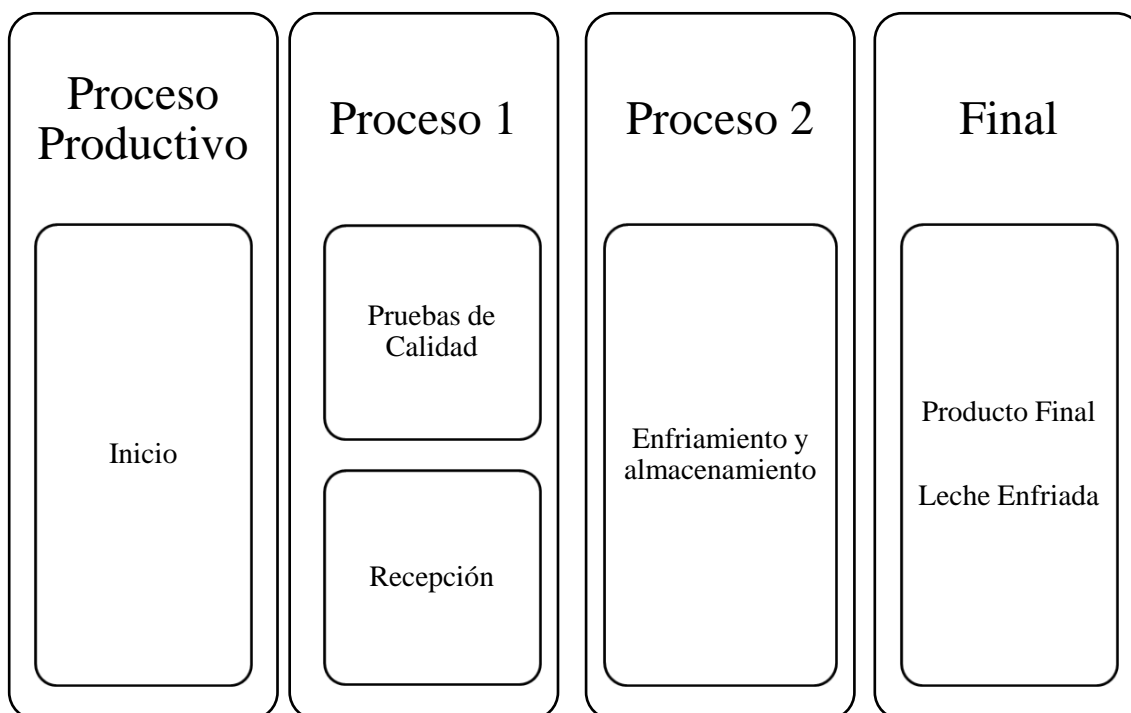 Proceso
Productivo
Inicio
Proceso 1
Pruebas de
Calidad
Recepción
Proceso 2
Enfriamiento y
almacenamiento
Final
Producto Final
Leche Enfriada